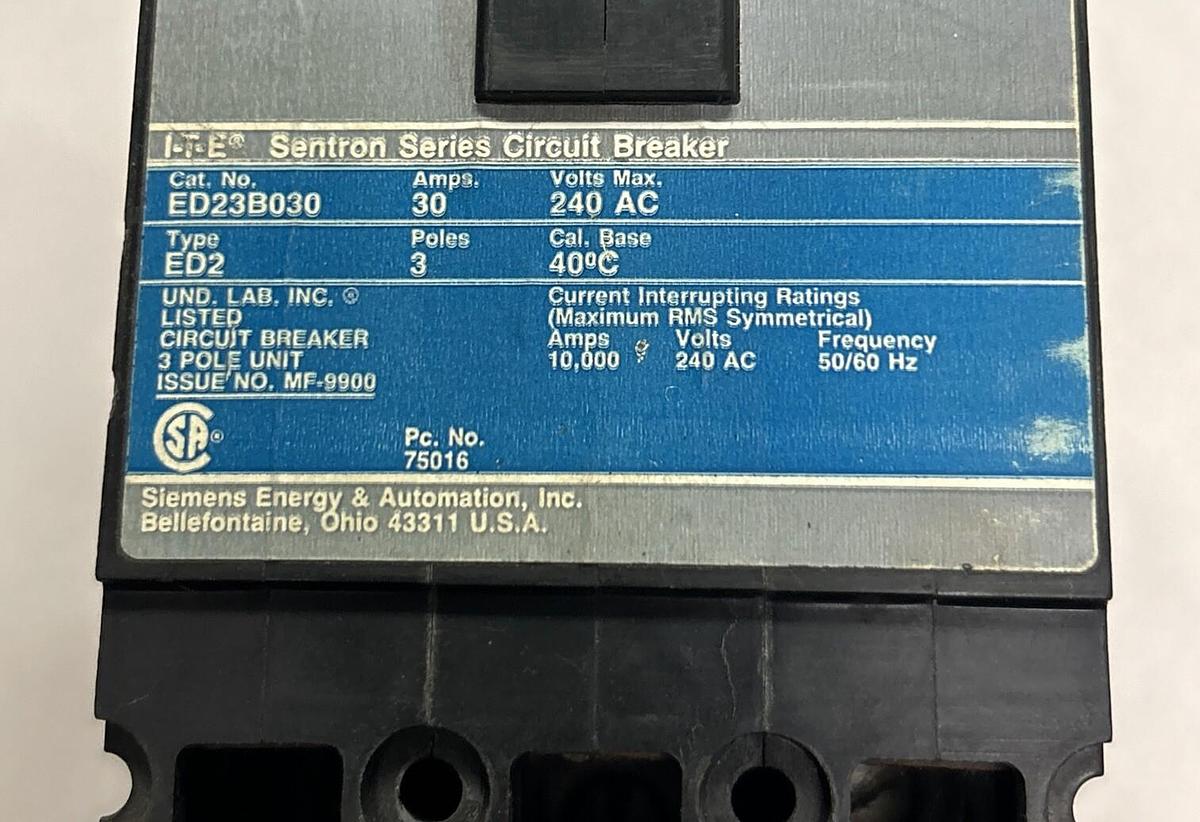 I-T-E® Sentron Series Circuit Breaker
Cat. No. Amps. Volts Max.
ED23B030 30 240 AC
Type Poles Cal. Base
ED2 3 40ºC
UND. LAB. INC. ® Current Interrupting Ratings
LISTED (Maximum RMS Symmetrical)
CIRCUIT BREAKER Amps Volts Frequency
3 POLE UNIT 10,000 240 AC 50/60 Hz
ISSUE NO. MF-9900
SA®
Pc. No.
75016
Siemens Energy & Automation, Inc.
Bellefontaine, Ohio 43311 U.S.A.